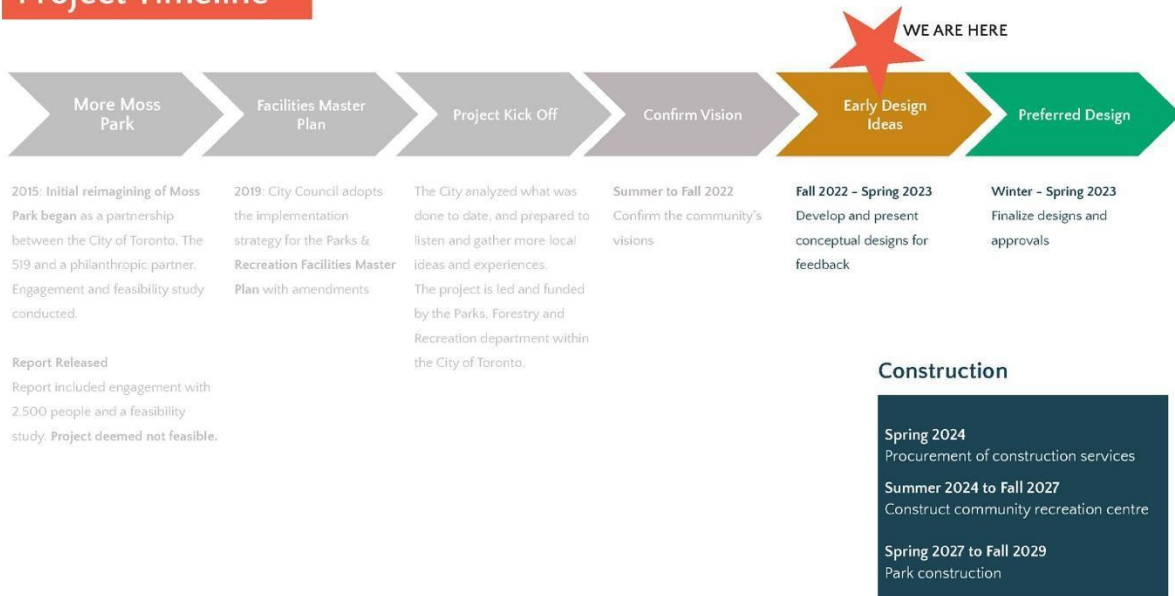 Project Timeline
WE ARE HERE
More Moss
Park
Facilities Master
Plan
Project Kick Off
Confirm Vision
Early Design
Ideas
Preferred Design
2015: Initial reimagining of Moss
Park began as a partnership
between the City of Toronto, The
519 and a philanthropic partner.
Engagement and feasibility study
conducted.
Report Released
Report included engagement with
2,500 people and a feasibility
study. Project deemed not feasible.
2019: City Council adopts
the implementation
strategy for the Parks &
Recreation Facilities Master
Plan with amendments
The City analyzed what was
done to date, and prepared to
listen and gather more local
ideas and experiences.
The project is led and funded
by the Parks, Forestry and
Recreation department within
the City of Toronto.
Summer to Fall 2022
Confirm the community's
visions
Fall 2022 – Spring 2023
Develop and present
conceptual designs for
feedback
Winter – Spring 2023
Finalize designs and
approvals
Construction
Spring 2024
Procurement of construction services
Summer 2024 to Fall 2027
Construct community recreation centre
Spring 2027 to Fall 2029
Park construction